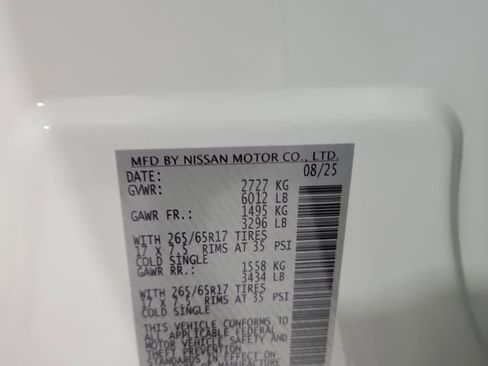 MFD BY NISSAN MOTOR CO., LTD.
DATE: 08/25
GVWR: 2727 KG
6012 LB
GAWR FR.: 1495 KG
3296 LB
WITH 265/65R17 TIRES
17 X 7.5 RIMS AT 35 PSI
COLD SINGLE
GAWR RR.: 1558 KG
3434 LB
WITH 265/65R17 TIRES
17 X 7.5 RIMS AT 35 PSI
COLD SINGLE
THIS VEHICLE CONFORMS TO
ALL APPLICABLE FEDERAL
MOTOR VEHICLE SAFETY AND
THEFT PREVENTION
STANDARDS IN EFFECT ON
OF MANUFACTURE